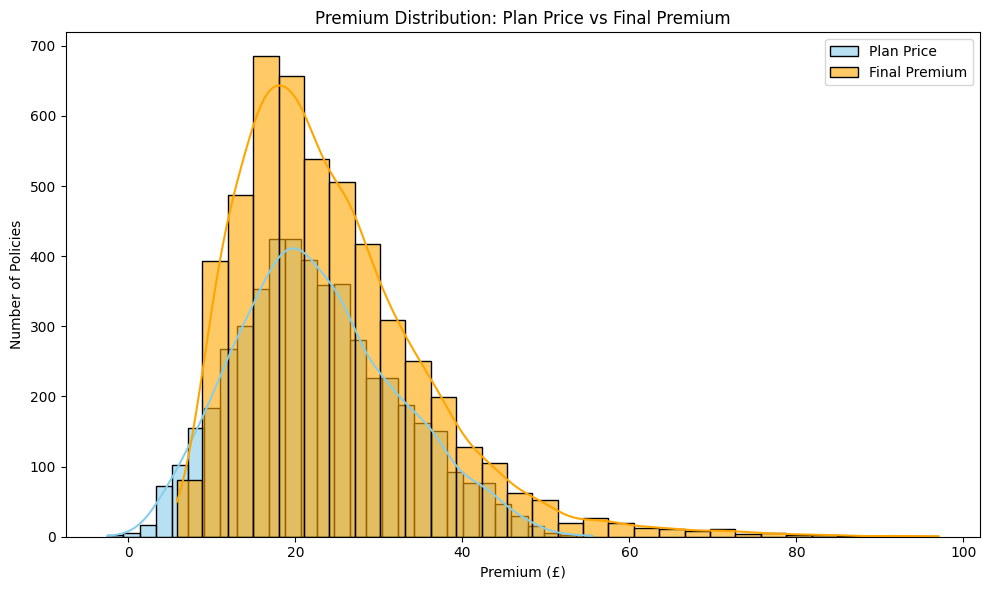 Premium Distribution: Plan Price vs Final Premium
Plan Price
Final Premium
Number of Policies
700
600
500
400
300
200
100
0
0 20 40 60 80 100
Premium (£)